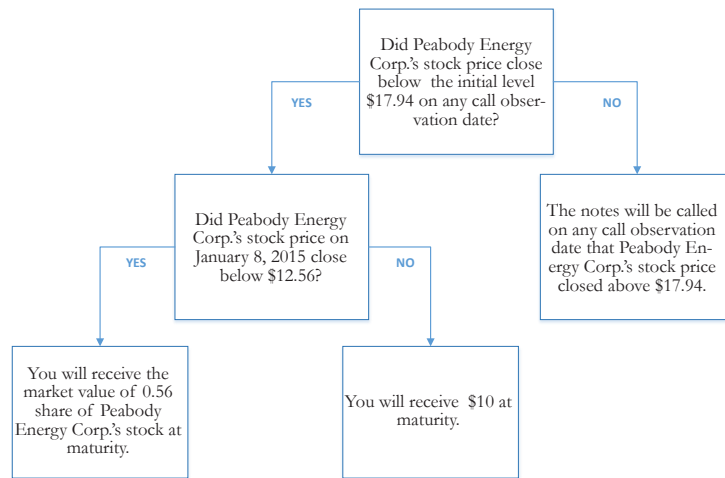 Did Peabody Energy
Corp.'s stock price close
below the initial level
$17.94 on any call obser-
vation date?
YES
NO
Did Peabody Energy
Corp.'s stock price on
January 8, 2015 close
below $12.56?
The notes will be called
on any call observation
date that Peabody En-
ergy Corp.'s stock price
closed above $17.94.
YES
NO
You will receive the
market value of 0.56
share of Peabody
Energy Corp.'s stock at
maturity.
You will receive $10 at
maturity.